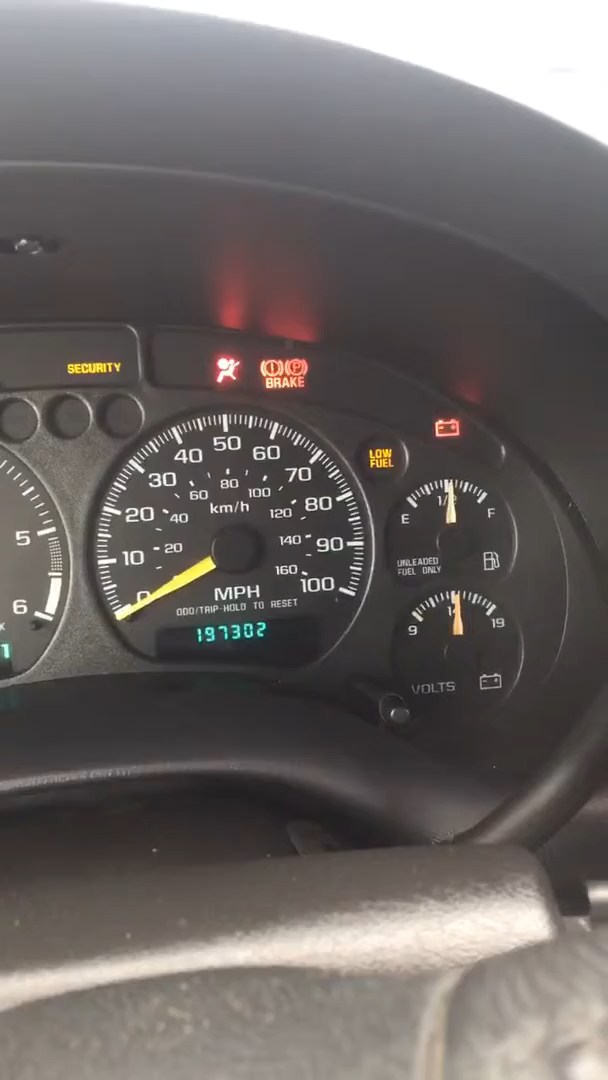 SECURITY
BRAKE
P
LOW
FUEL
10 20 30 40 50 60 70 80 90 100
20 40 60 80 100 120 140 160
km/h
0
MPH
ODO/TRIP-HOLD TO RESET
197302
5
6
1
E 1/2 F
UNLEADED
FUEL ONLY
9 19
VOLTS